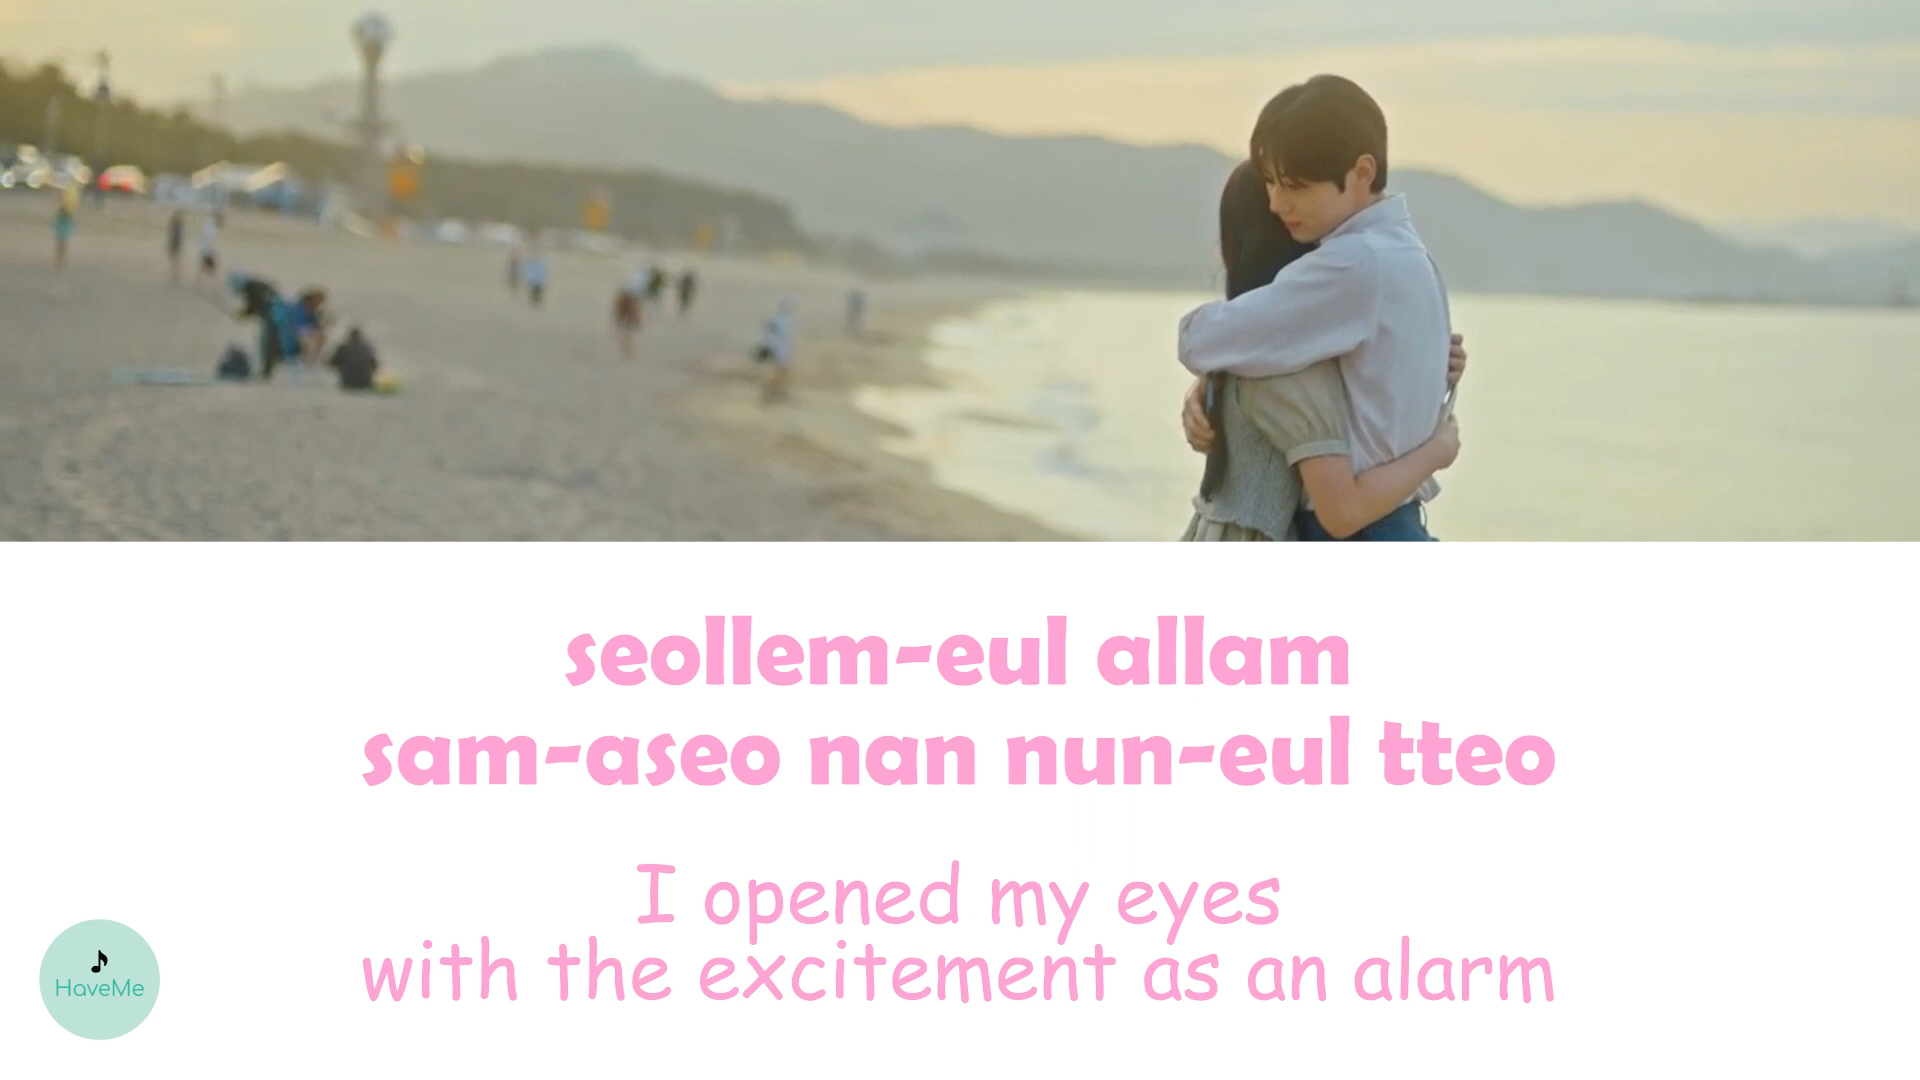 seollem-eul allam
sam-aseo nan nun-eul tteo
I opened my eyes
with the excitement as an alarm
HaveMe